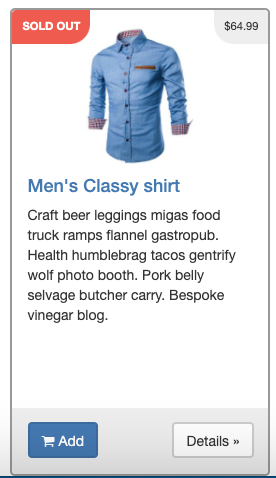 SOLD OUT
$64.99
Men's Classy shirt
Craft beer leggings migas food
truck ramps flannel gastropub.
Health humblebrag tacos gentrify
wolf photo booth. Pork belly
selvage butcher carry. Bespoke
vinegar blog.
Add
Details »